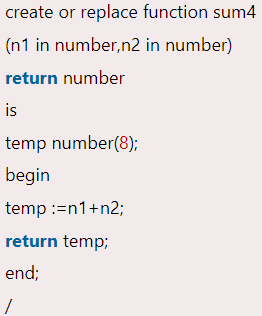 create or replace function sum4
(n1 in number,n2 in number)
return number
is
temp number(8);
begin
temp :=n1+n2;
return temp;
end;
/